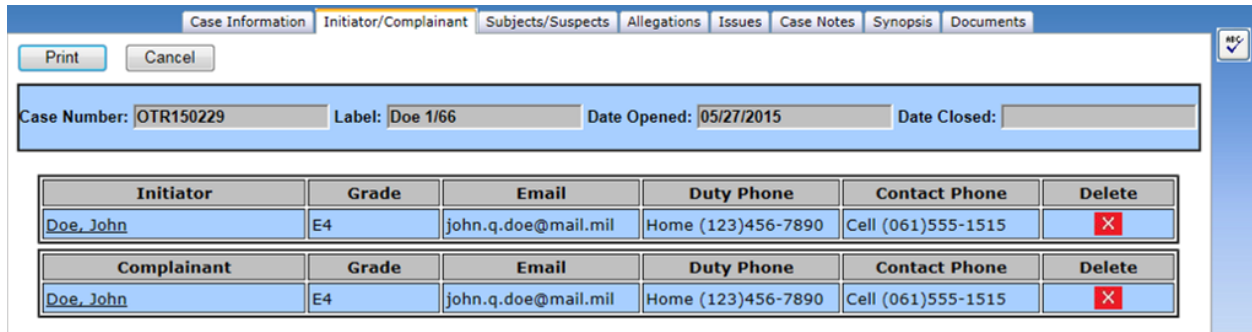 Case Information Initiator/Complainant Subjects/Suspects Allegations Issues Case Notes Synopsis Documents
ABC
Print Cancel
Case Number: OTR150229 Label: Doe 1/66 Date Opened: 05/27/2015 Date Closed:
Initiator Grade Email Duty Phone Contact Phone Delete
Doe, John E4 john.q.doe@mail.mil Home (123)456-7890 Cell (061)555-1515 X
Complainant Grade Email Duty Phone Contact Phone Delete
Doe, John E4 john.q.doe@mail.mil Home (123)456-7890 Cell (061)555-1515 X